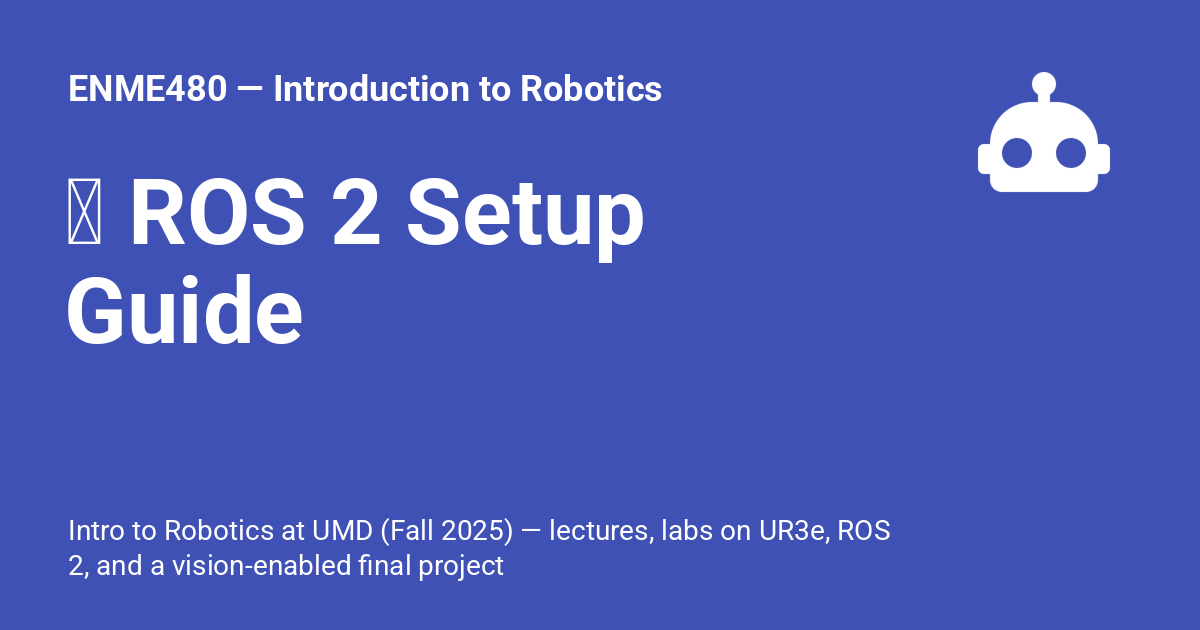 ENME480 — Introduction to Robotics
ROS 2 Setup
Guide
Intro to Robotics at UMD (Fall 2025) — lectures, labs on UR3e, ROS
2, and a vision-enabled final project